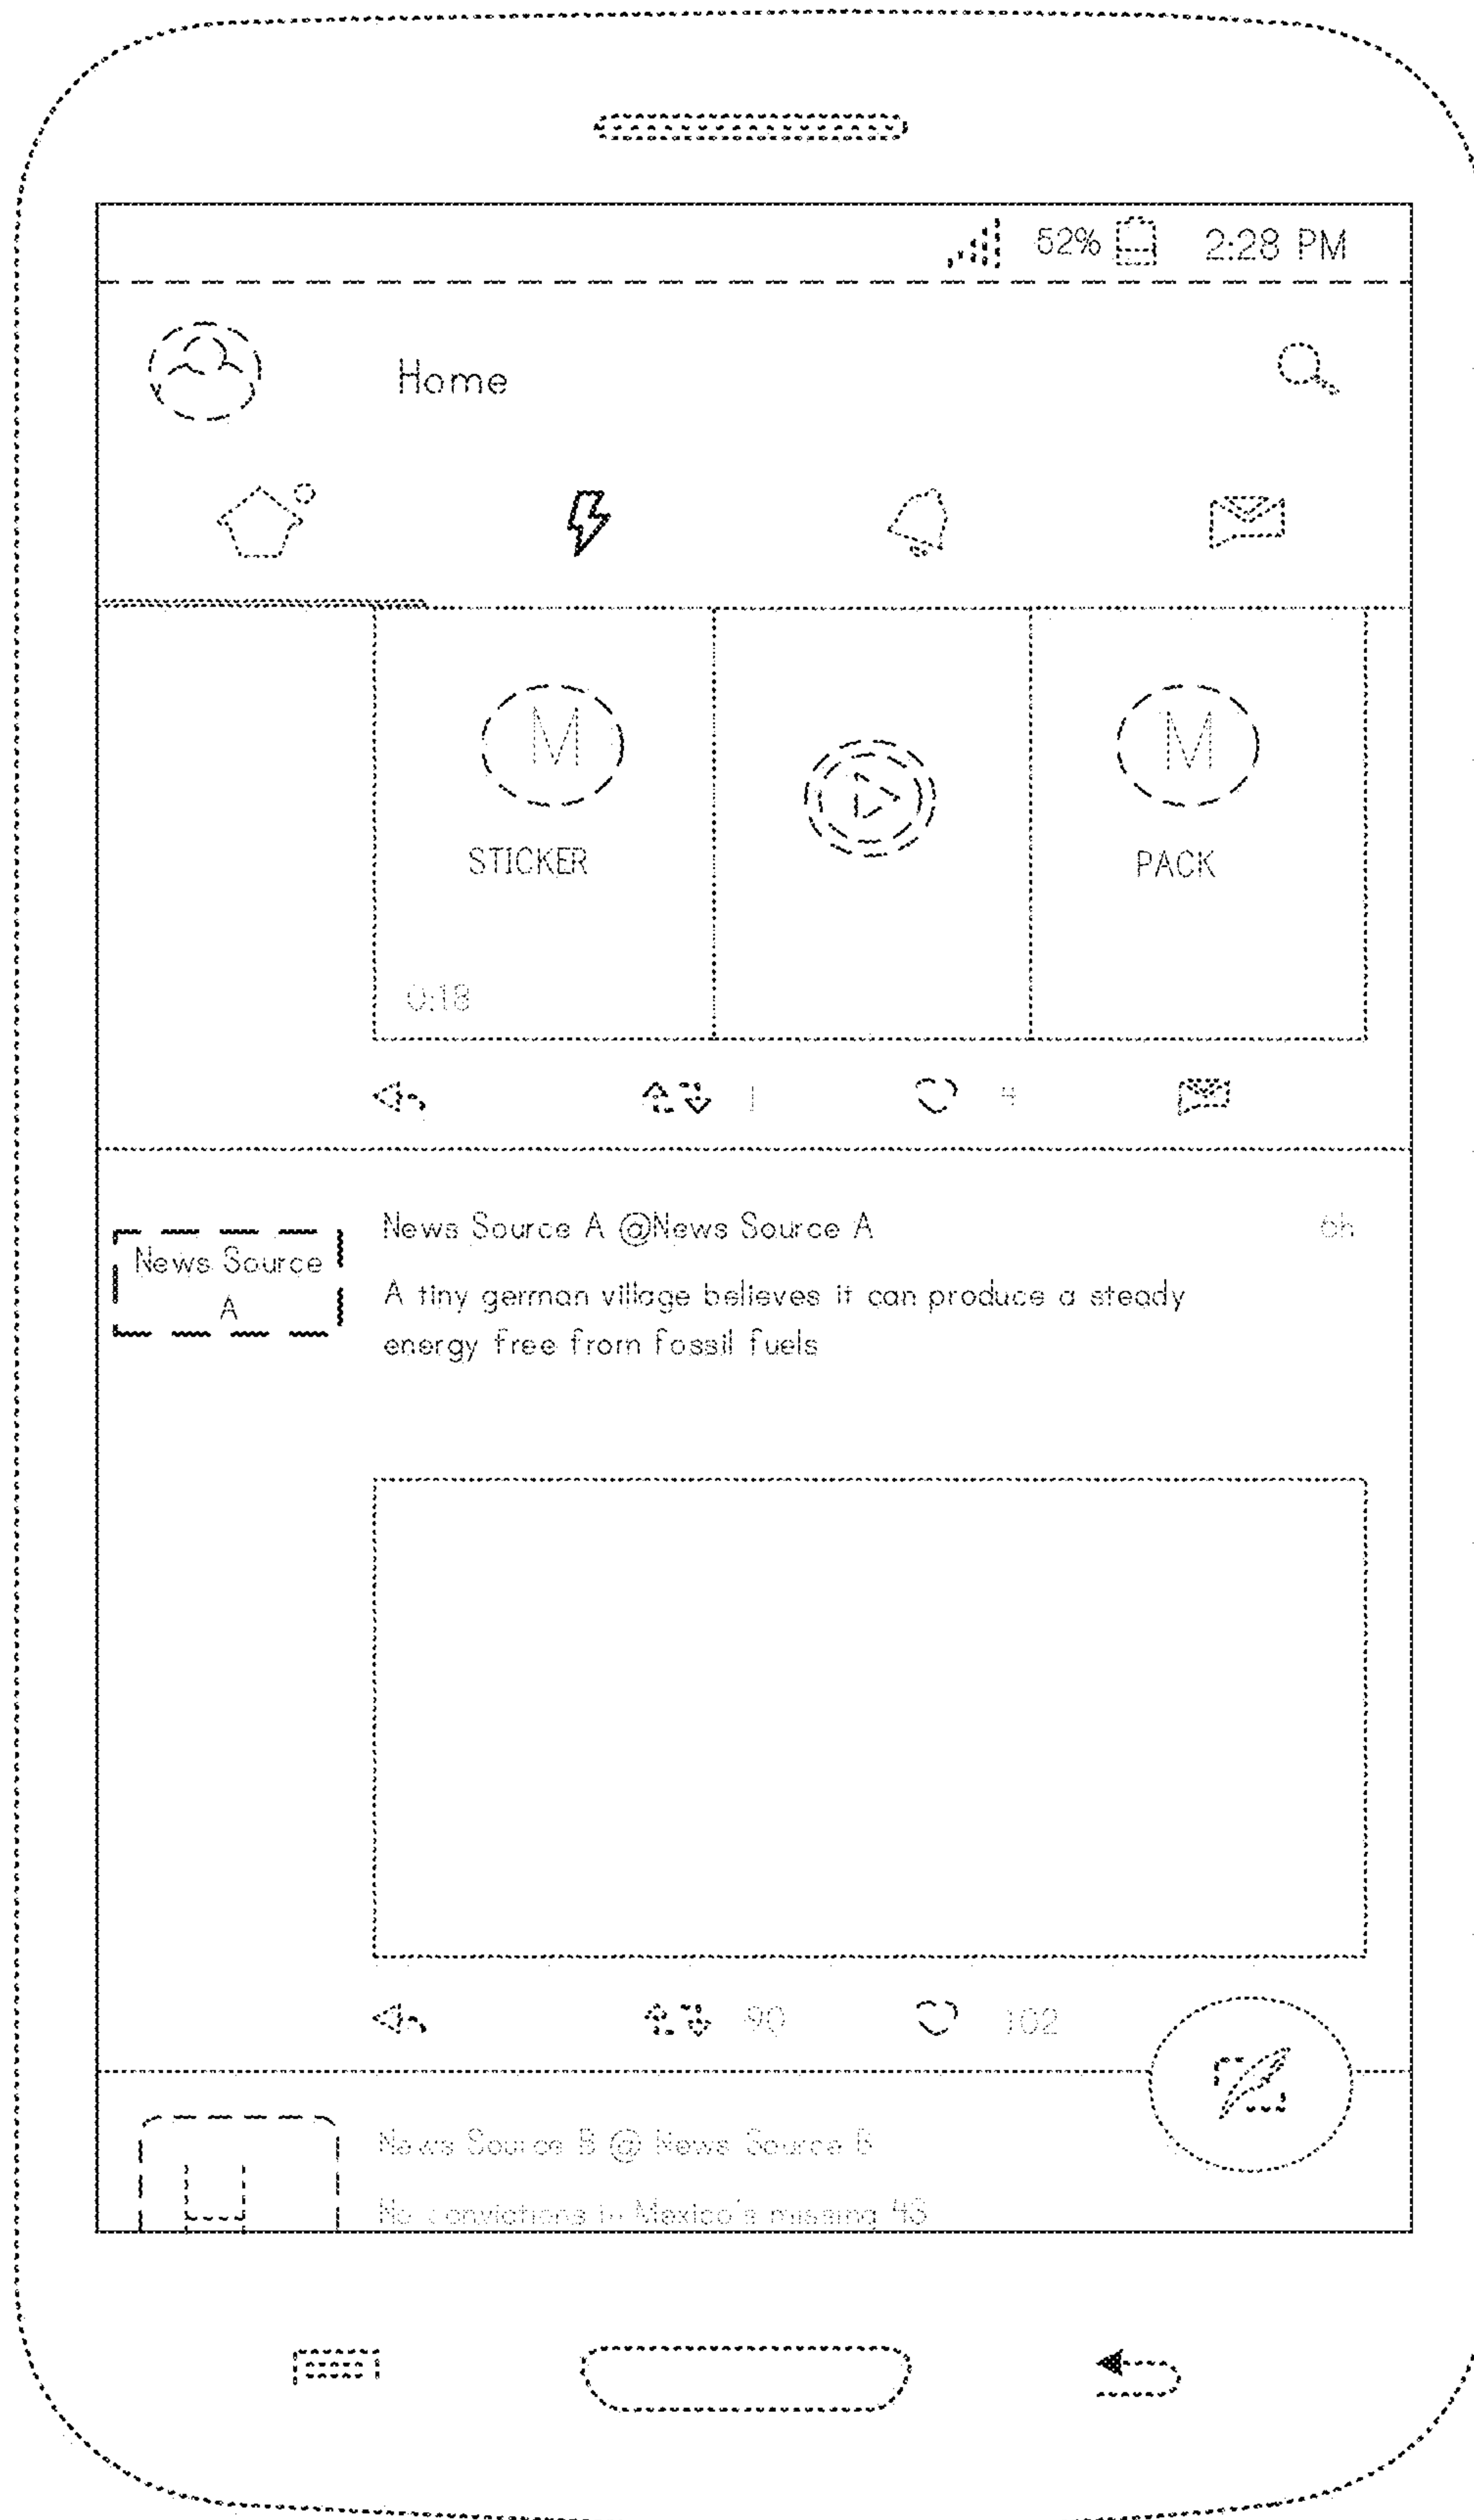 52% 2:28 PM
Home
M
M
STICKER
PACK
0:18
1 4
News Source A @News Source A 6h
News Source
A
A tiny german village believes it can produce a steady
energy free from fossil fuels
90 102
News Source B @ News Source B
No convictions in Mexico's missing 43